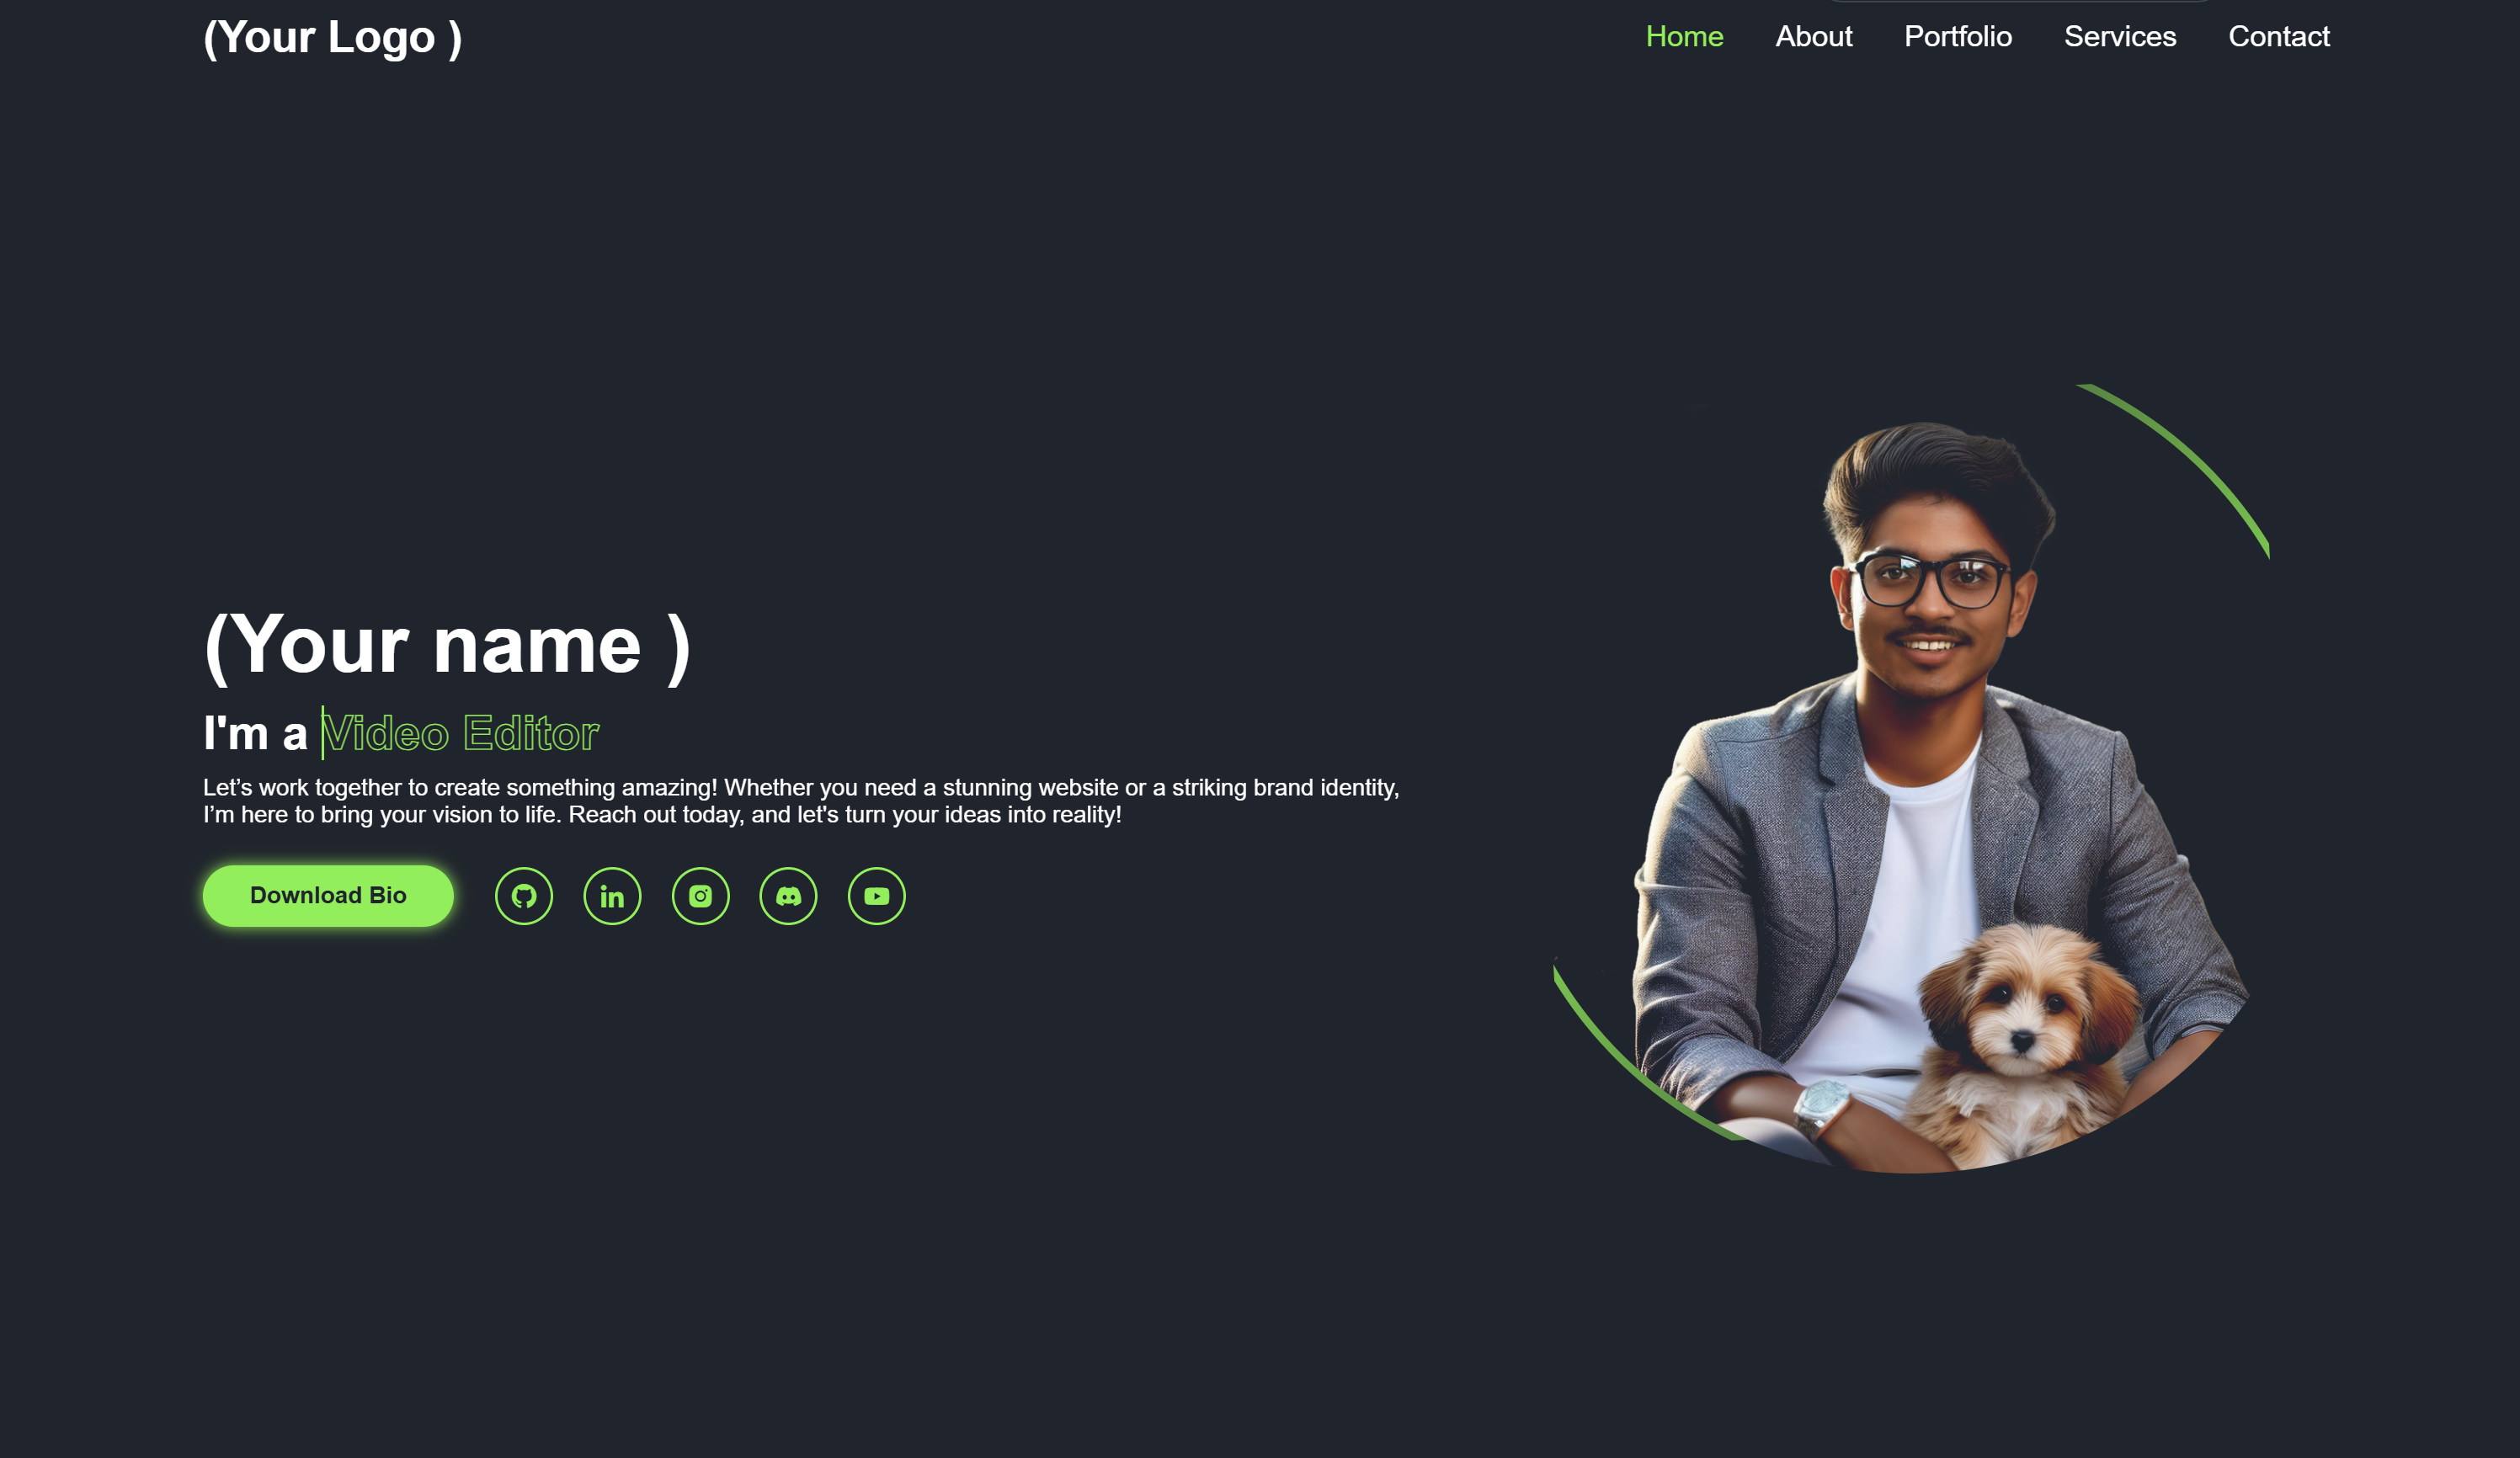 (Your Logo )
Home About Portfolio Services Contact
(Your name )
I'm a Video Editor
Let’s work together to create something amazing! Whether you need a stunning website or a striking brand identity,
I’m here to bring your vision to life. Reach out today, and let's turn your ideas into reality!
Download Bio